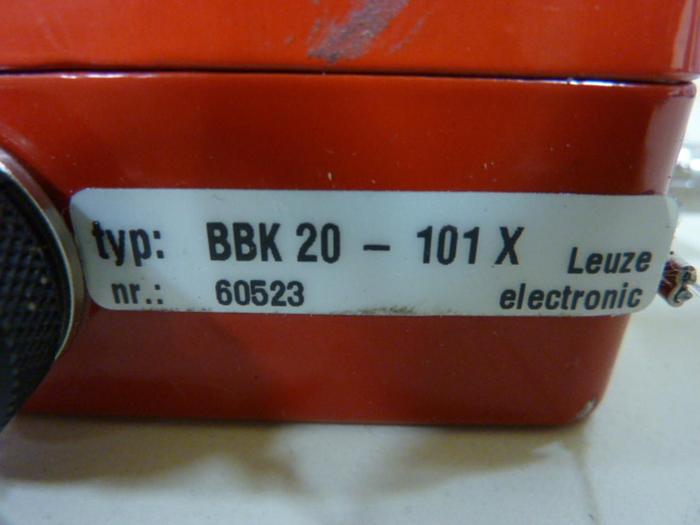 typ: BBK 20 – 101 X
nr.: 60523
Leuze
electronic